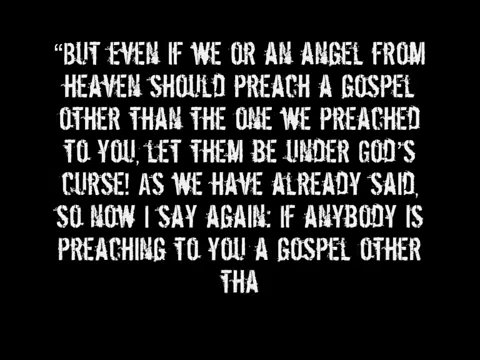 “BUT EVEN IF WE OR AN ANGEL FROM
HEAVEN SHOULD PREACH A GOSPEL
OTHER THAN THE ONE WE PREACHED
TO YOU, LET THEM BE UNDER GOD'S
CURSE! AS WE HAVE ALREADY SAID,
SO NOW I SAY AGAIN: IF ANYBODY IS
PREACHING TO YOU A GOSPEL OTHER
THA